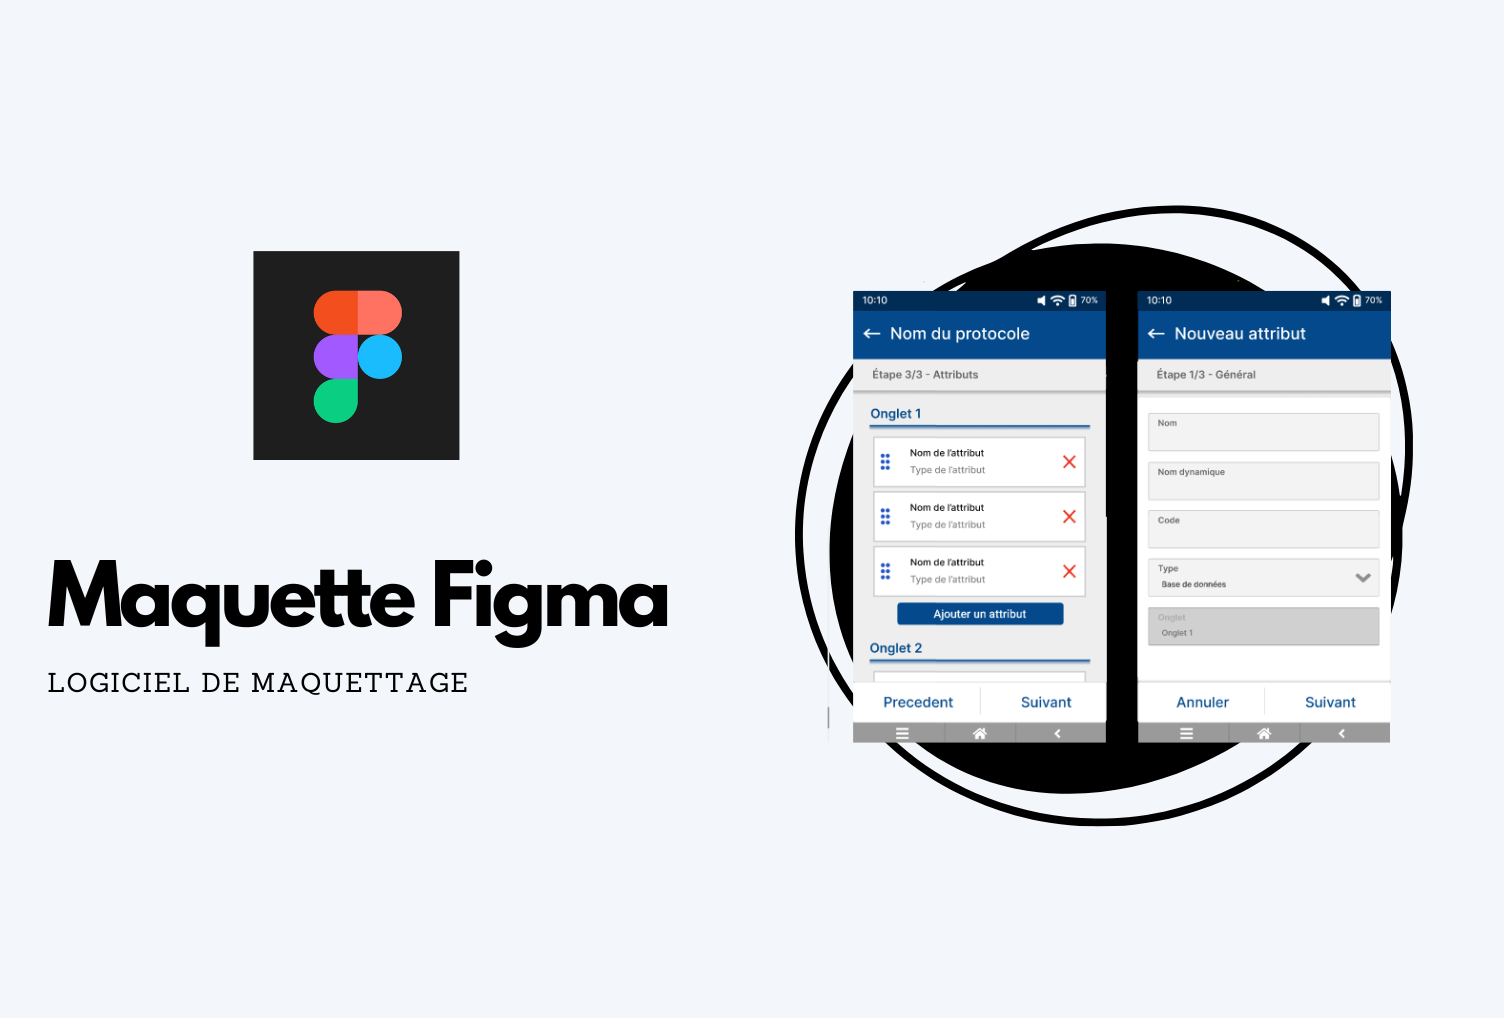 Maquette Figma
LOGICIEL DE MAQUETTAGE
10:10
70%
Nom du protocole
Étape 3/3 - Attributs
Onglet 1
Nom de l'attribut
Type de l'attribut
Nom de l'attribut
Type de l'attribut
Nom de l'attribut
Type de l'attribut
Ajouter un attribut
Onglet 2
Precedent
Suivant
10:10
70%
Nouveau attribut
Étape 1/3 - Général
Nom
Nom dynamique
Code
Type
Base de données
Onglet
Onglet 1
Annuler
Suivant